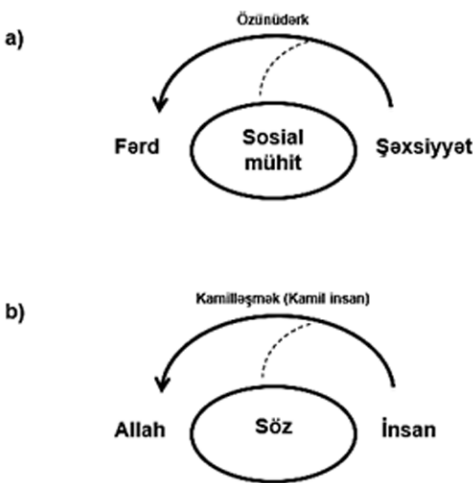 a)
Özünüdərk
Fərd
Sosial
mühit
Şəxsiyyət
b)
Kamilləşmək (Kamil insan)
Allah
Söz
İnsan